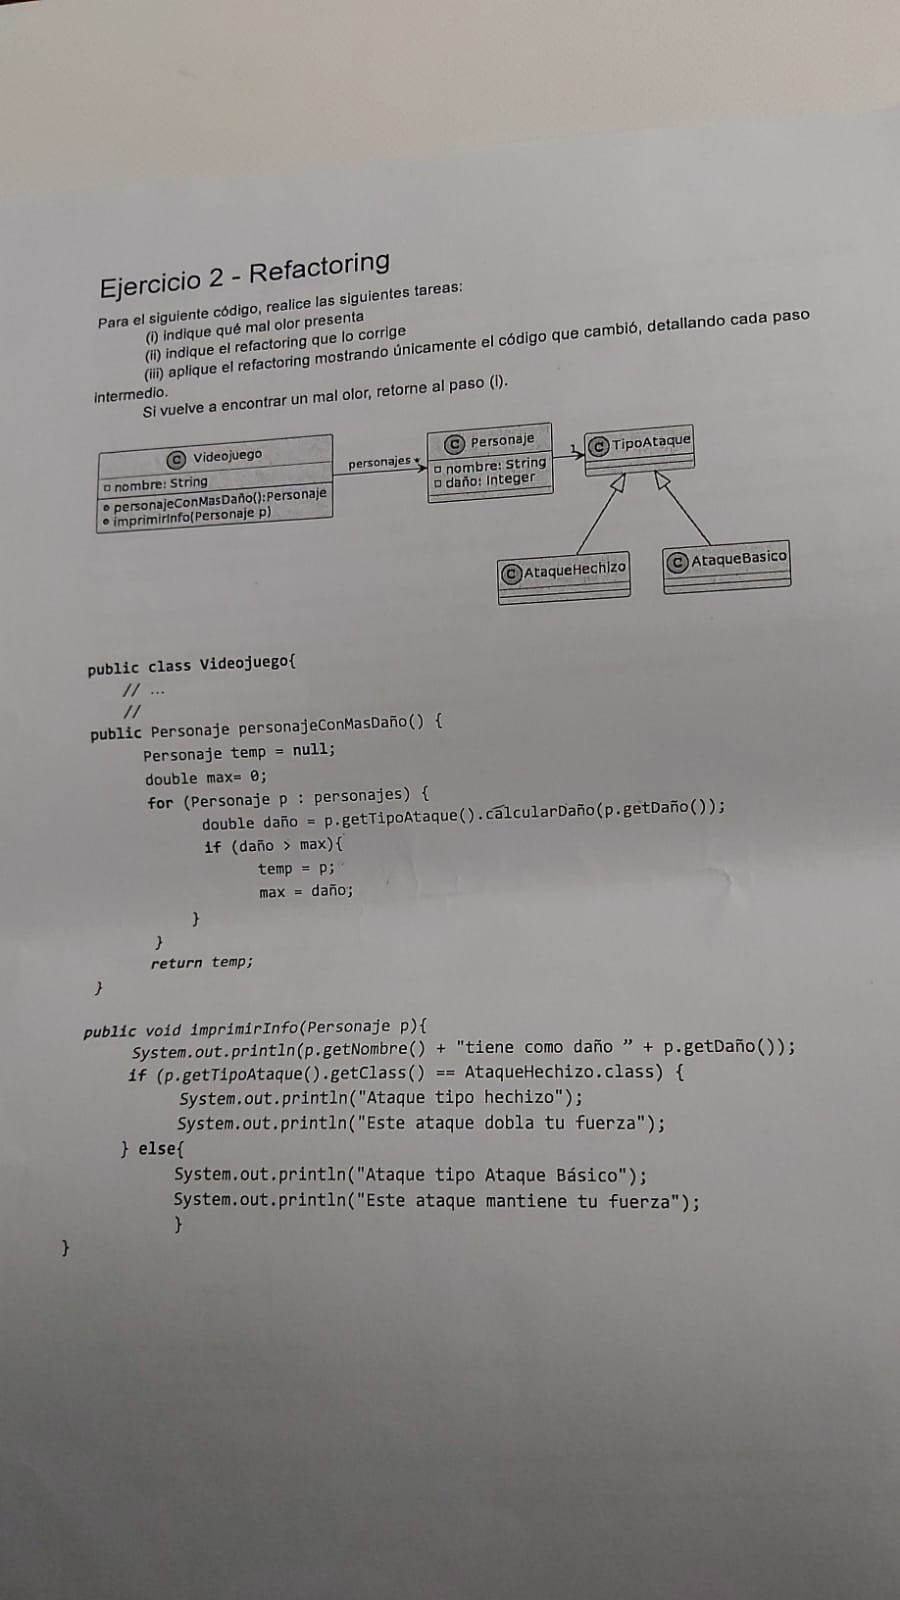 Ejercicio 2 - Refactoring
Para el siguiente código, realice las siguientes tareas:
(i) indique qué mal olor presenta
(ii) indique el refactoring que lo corrige
(iii) aplique el refactoring mostrando únicamente el código que cambió, detallando cada paso
intermedio.
Si vuelve a encontrar un mal olor, retorne al paso (I).
C Videojuego
nombre: String
personajeConMasDaño():Personaje
imprimirInfo(Personaje p)
personajes *
C Personaje
nombre: String
daño: Integer
1
C TipoAtaque
C AtaqueHechizo
C AtaqueBasico
public class Videojuego{
// ...
//
public Personaje personajeConMasDaño() {
Personaje temp = null;
double max= 0;
for (Personaje p : personajes) {
double daño = p.getTipoAtaque().calcularDaño(p.getDaño());
if (daño > max){
temp = p;
max = daño;
}
}
return temp;
}
public void imprimirInfo(Personaje p){
System.out.println(p.getNombre() + "tiene como daño ” + p.getDaño());
if (p.getTipoAtaque().getClass() == AtaqueHechizo.class) {
System.out.println("Ataque tipo hechizo");
System.out.println("Este ataque dobla tu fuerza");
} else{
System.out.println("Ataque tipo Ataque Básico");
System.out.println("Este ataque mantiene tu fuerza");
}
}